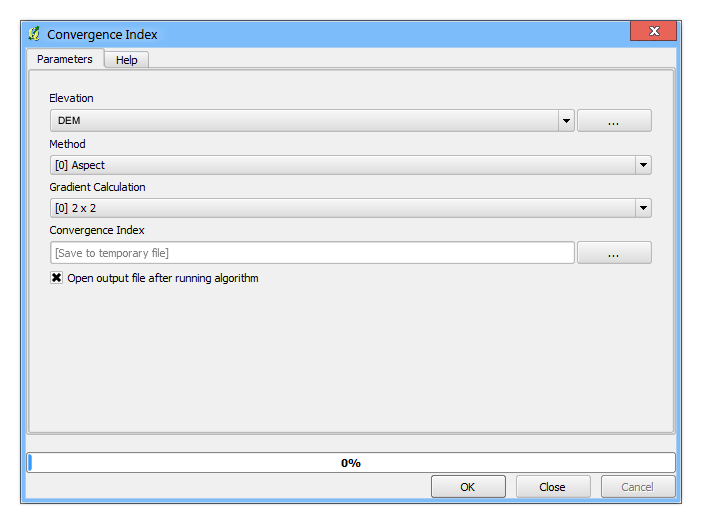 Convergence Index
x
Parameters Help
Elevation
DEM ...
Method
[0] Aspect
Gradient Calculation
[0] 2 x 2
Convergence Index
[Save to temporary file] ...
Open output file after running algorithm
0%
OK Close Cancel